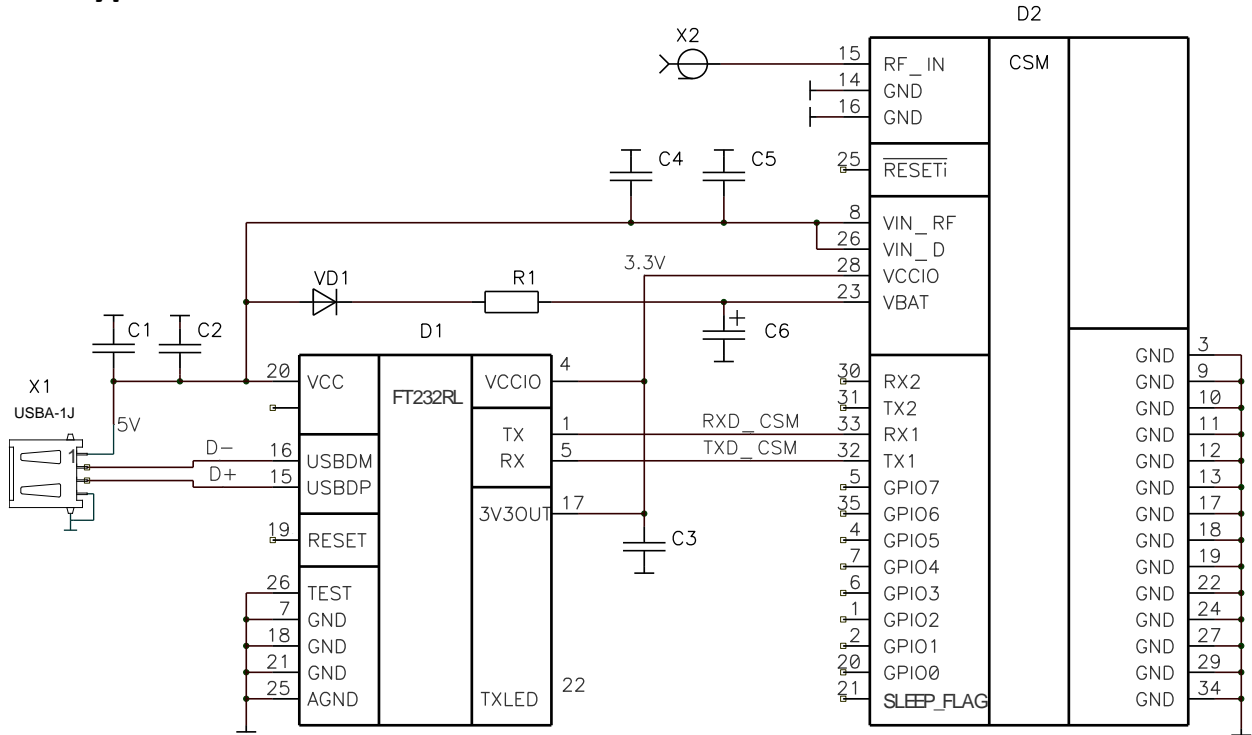 D2
X2
15 RF_IN CSM
14 GND
16 GND
C4 C5
25 RESETi
8 VIN_RF
26 VIN_D
3.3V 28 VCCIO
VD1 R1 23 VBAT
C1 C2 D1 C6
3 GND
20 VCC FT232RL VCCIO 4
X1
USBA-1J
5V
1
30 RX2
9 GND
31 TX2
10 GND
TX 1 RXD_CSM 33 RX1
11 GND
D- 16 USBDM RX 5 TXD_CSM 32 TX1
12 GND
D+ 15 USBDP
5 GPIO7
13 GND
3V3OUT 17
35 GPIO6
17 GND
19 RESET C3
4 GPIO5
18 GND
7 GPIO4
19 GND
26 TEST
6 GPIO3
22 GND
7 GND
1 GPIO2
24 GND
18 GND
2 GPIO1
27 GND
21 GND
20 GPIO0
29 GND
25 AGND TXLED 22
21 SLEEP_FLAG
34 GND